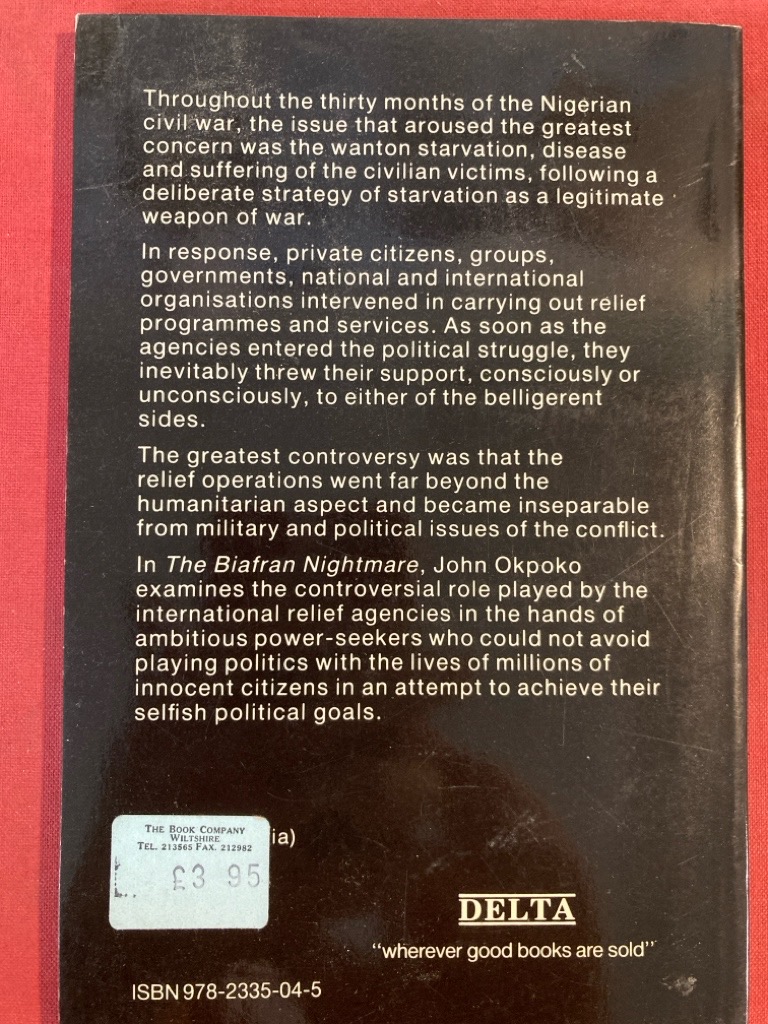 Throughout the thirty months of the Nigerian
civil war, the issue that aroused the greatest
concern was the wanton starvation, disease
and suffering of the civilian victims, following a
deliberate strategy of starvation as a legitimate
weapon of war.
In response, private citizens, groups,
governments, national and international
organisations intervened in carrying out relief
programmes and services. As soon as the
agencies entered the political struggle, they
inevitably threw their support, consciously or
unconsciously, to either of the belligerent
sides.
The greatest controversy was that the
relief operations went far beyond the
humanitarian aspect and became inseparable
from military and political issues of the conflict.
In The Biafran Nightmare, John Okpoko
examines the controversial role played by the
international relief agencies in the hands of
ambitious power-seekers who could not avoid
playing politics with the lives of millions of
innocent citizens in an attempt to achieve their
selfish political goals.
THE BOOK COMPANY
WILTSHIRE
TEL. 213565 FAX. 212982
£3 95
ia)
DELTA
"wherever good books are sold"
ISBN 978-2335-04-5